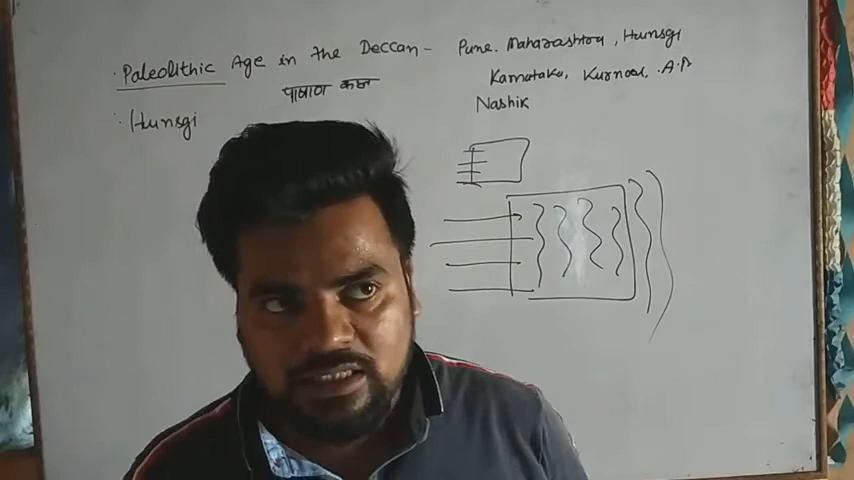 · Paleolithic Age in the Deccan - Pune. Maharashtra, Hunsgi
पाषाण काल Karnataka, Kurnool, A.P
Nashik
: Hunsgi